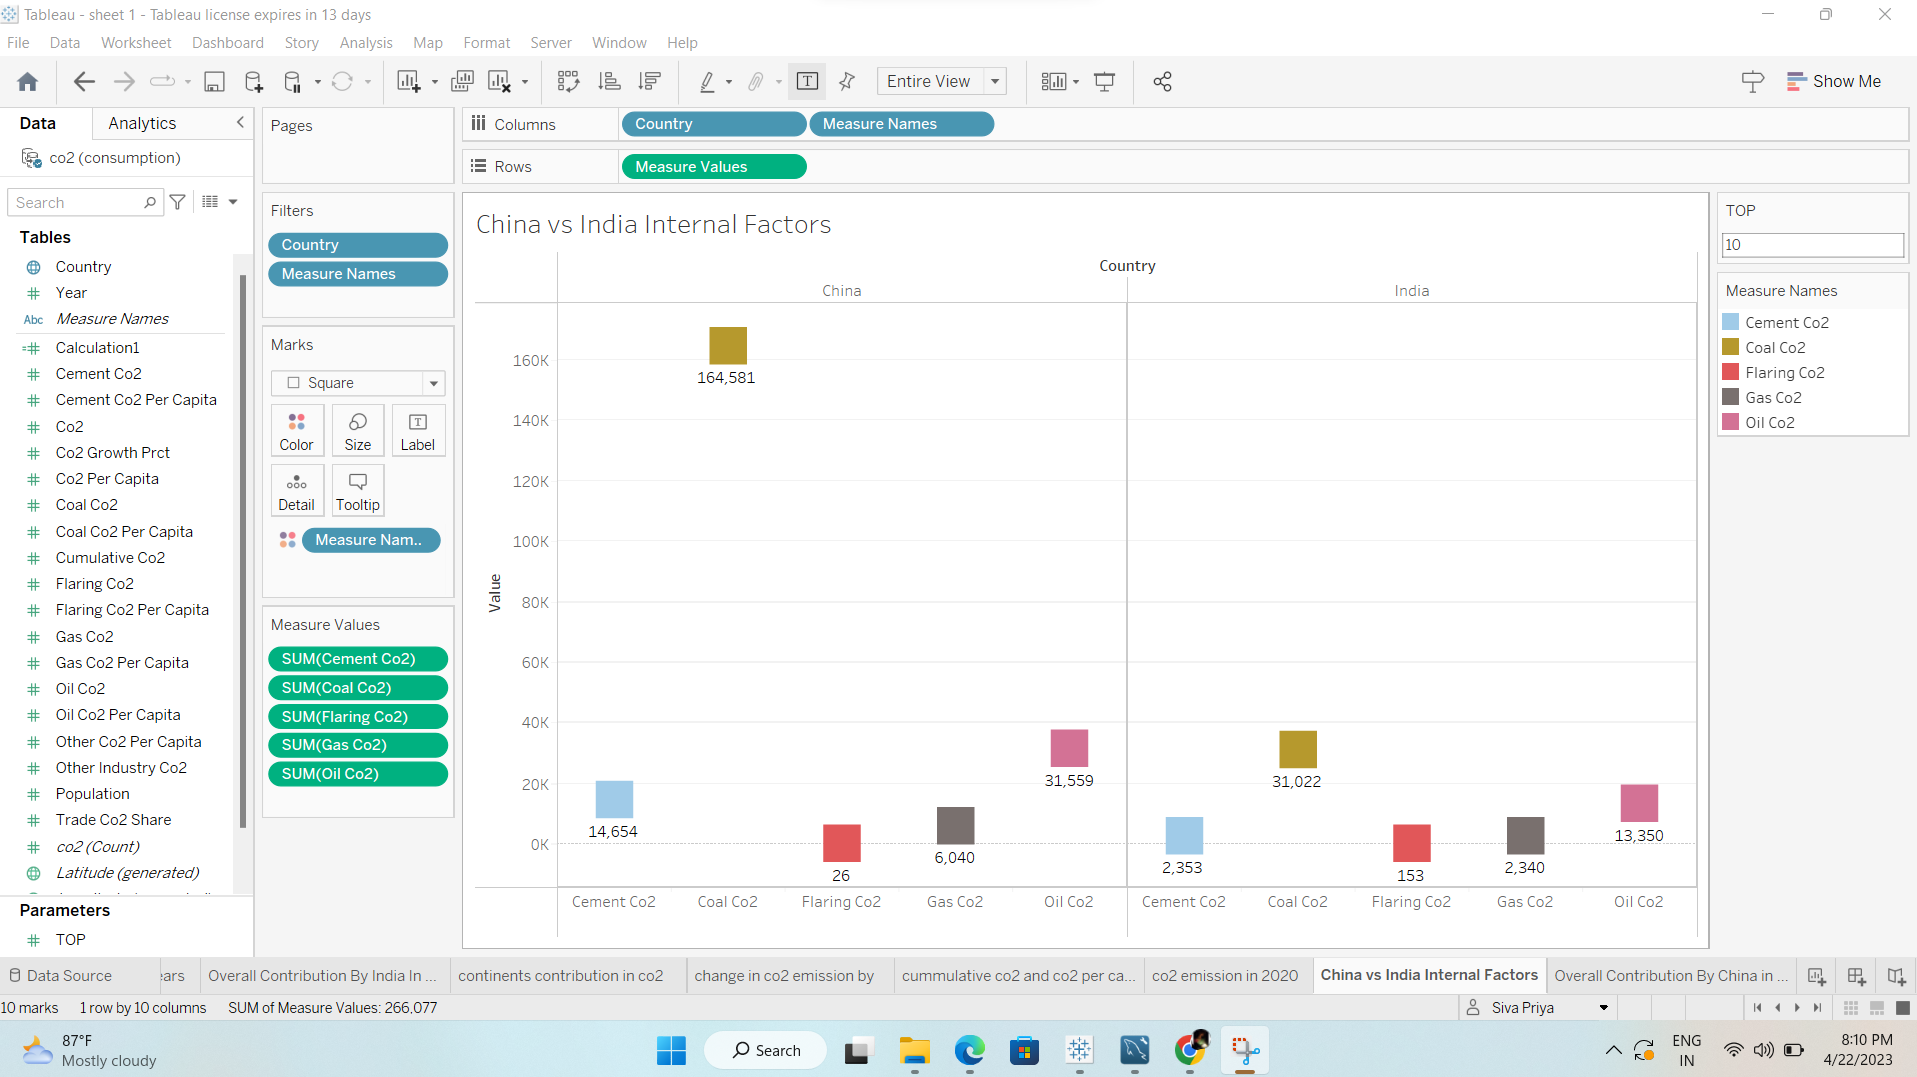 Tableau - sheet 1 - Tableau license expires in 13 days
File Data Worksheet Dashboard Story Analysis Map Format Server Window Help
Entire View
Show Me
Data Analytics
co2 (consumption)
Search
Tables
Country
Year
Abc Measure Names
Calculation1
Cement Co2
Cement Co2 Per Capita
Co2
Co2 Growth Prct
Co2 Per Capita
Coal Co2
Coal Co2 Per Capita
Cumulative Co2
Flaring Co2
Flaring Co2 Per Capita
Gas Co2
Gas Co2 Per Capita
Oil Co2
Oil Co2 Per Capita
Other Co2 Per Capita
Other Industry Co2
Population
Trade Co2 Share
co2 (Count)
Latitude (generated)
Parameters
TOP
Pages
Filters
Country
Measure Names
Marks
Square
Color Size Label
Detail Tooltip
Measure Nam..
Measure Values
SUM(Cement Co2)
SUM(Coal Co2)
SUM(Flaring Co2)
SUM(Gas Co2)
SUM(Oil Co2)
Columns Country Measure Names
Rows Measure Values
China vs India Internal Factors
Country
China India
Value
160K
140K
120K
100K
80K
60K
40K
20K
0K
164,581
14,654
26
6,040
31,559
2,353
31,022
153
2,340
13,350
Cement Co2 Coal Co2 Flaring Co2 Gas Co2 Oil Co2 Cement Co2 Coal Co2 Flaring Co2 Gas Co2 Oil Co2
TOP
10
Measure Names
Cement Co2
Coal Co2
Flaring Co2
Gas Co2
Oil Co2
Data Source ears Overall Contribution By India In ... continents contribution in co2 change in co2 emission by cummulative co2 and co2 per ca... co2 emission in 2020 China vs India Internal Factors Overall Contribution By China in ...
10 marks 1 row by 10 columns SUM of Measure Values: 266,077
Siva Priya
87°F
Mostly cloudy
Search
ENG
IN
8:10 PM
4/22/2023